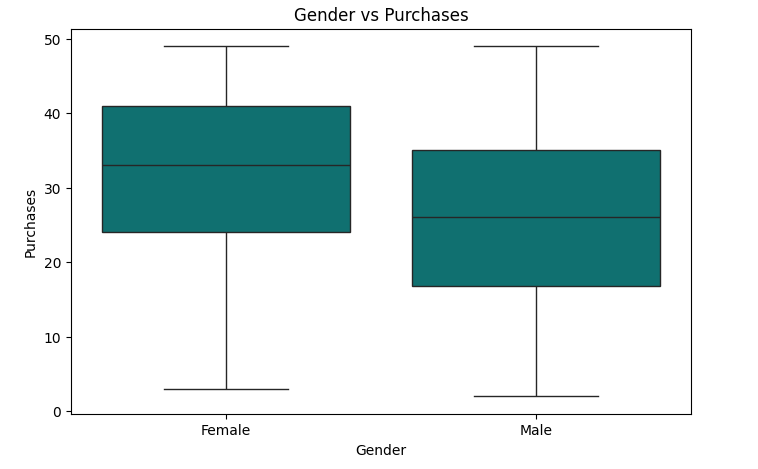 Gender vs Purchases
50
40
30
20
10
0
Purchases
Female
Male
Gender